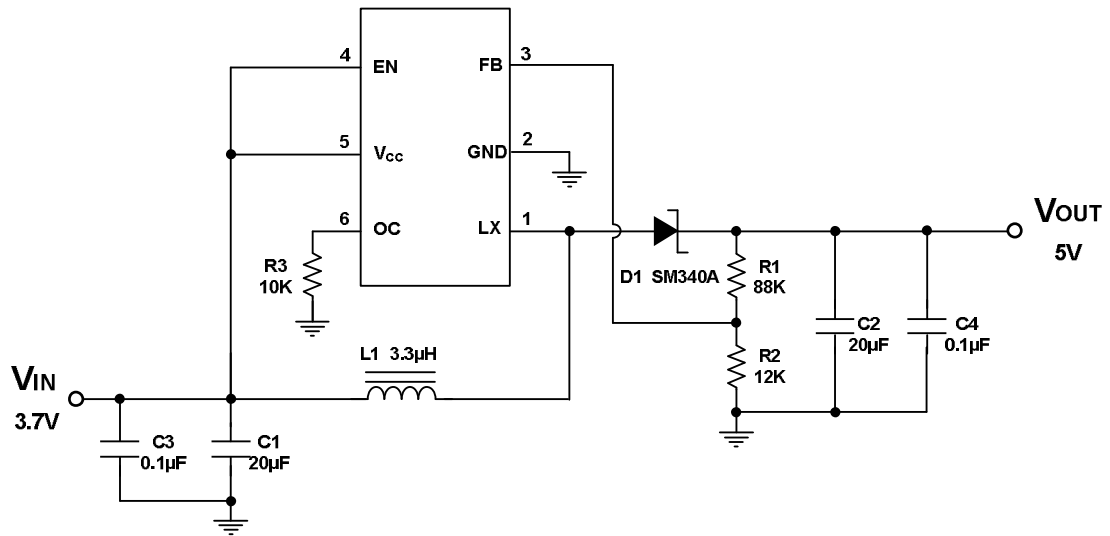 4
EN
FB
3
5
VCC
GND
2
6
OC
LX
1
VOUT
5V
R3
10K
D1 SM340A
R1
88K
C2
20µF
C4
0.1µF
L1 3.3µH
R2
12K
VIN
3.7V
C3
0.1µF
C1
20µF